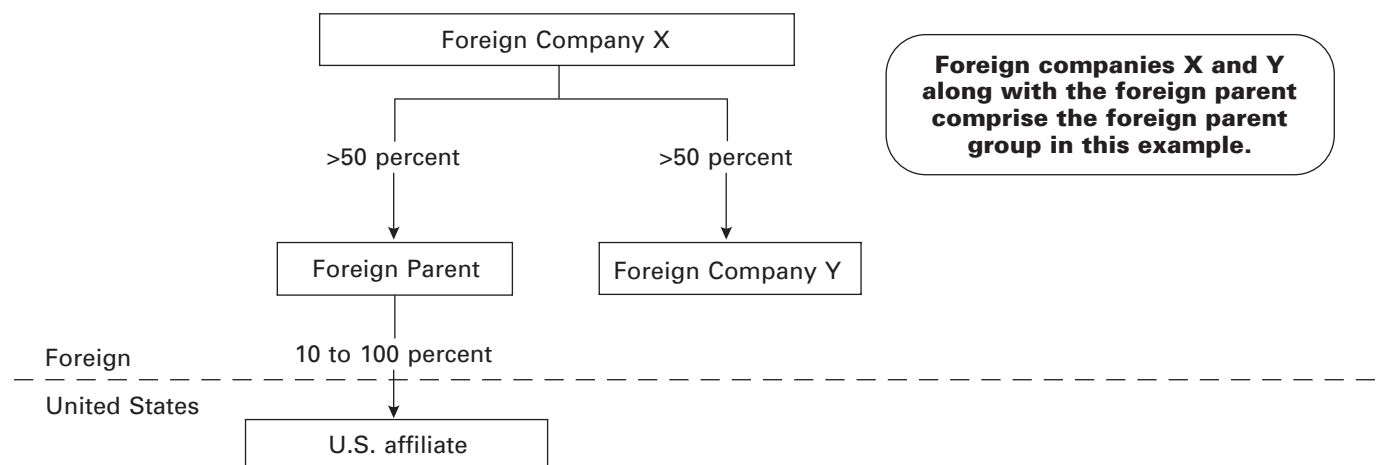 Foreign Company X
Foreign companies X and Y
along with the foreign parent
comprise the foreign parent
group in this example.
>50 percent
>50 percent
Foreign Parent
Foreign Company Y
10 to 100 percent
Foreign
United States
U.S. affiliate